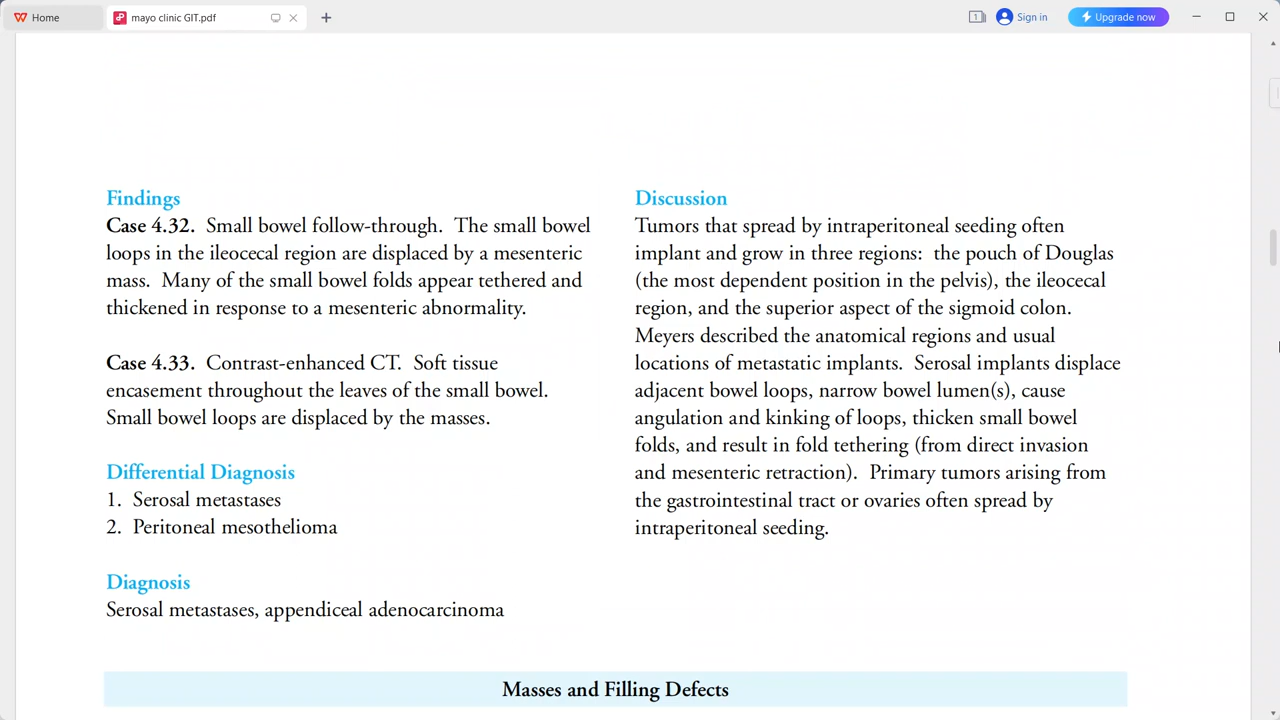 Home
mayo clinic GIT.pdf
1
Sign in
Upgrade now
Findings
Case 4.32. Small bowel follow-through. The small bowel
loops in the ileocecal region are displaced by a mesenteric
mass. Many of the small bowel folds appear tethered and
thickened in response to a mesenteric abnormality.
Case 4.33. Contrast-enhanced CT. Soft tissue
encasement throughout the leaves of the small bowel.
Small bowel loops are displaced by the masses.
Differential Diagnosis
1. Serosal metastases
2. Peritoneal mesothelioma
Diagnosis
Serosal metastases, appendiceal adenocarcinoma
Discussion
Tumors that spread by intraperitoneal seeding often
implant and grow in three regions: the pouch of Douglas
(the most dependent position in the pelvis), the ileocecal
region, and the superior aspect of the sigmoid colon.
Meyers described the anatomical regions and usual
locations of metastatic implants. Serosal implants displace
adjacent bowel loops, narrow bowel lumen(s), cause
angulation and kinking of loops, thicken small bowel
folds, and result in fold tethering (from direct invasion
and mesenteric retraction). Primary tumors arising from
the gastrointestinal tract or ovaries often spread by
intraperitoneal seeding.
Masses and Filling Defects